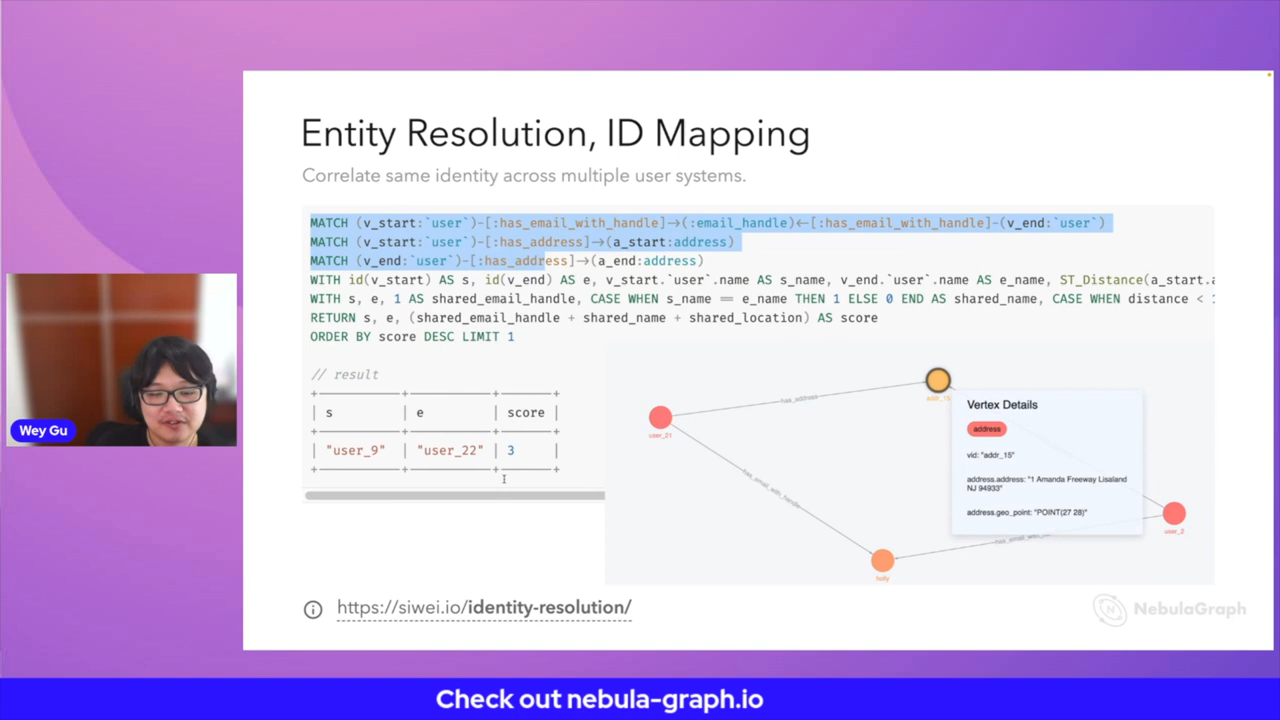 Entity Resolution, ID Mapping
Correlate same identity across multiple user systems.
MATCH (v_start:`user`)-[:has_email_with_handle]→(:email_handle)←[:has_email_with_handle]-(v_end:`user`)
MATCH (v_start:`user`)-[:has_address]→(a_start:address)
MATCH (v_end:`user`)-[:has_address]→(a_end:address)
WITH id(v_start) AS s, id(v_end) AS e, v_start.`user`.name AS s_name, v_end.`user`.name AS e_name, ST_Distance(a_start.a
WITH s, e, 1 AS shared_email_handle, CASE WHEN s_name == e_name THEN 1 ELSE 0 END AS shared_name, CASE WHEN distance < 1
RETURN s, e, (shared_email_handle + shared_name + shared_location) AS score
ORDER BY score DESC LIMIT 1
// result
| s | e | score |
| "user_9" | "user_22" | 3 |
has_address
addr_15
user_21
has_email_with_handle
holly
user_2
Vertex Details
address
vid: "addr_15"
address.address: "1 Amanda Freeway Lisaland
NJ 94933"
address.geo_point: "POINT(27 28)"
Wey Gu
https://siwei.io/identity-resolution/
NebulaGraph
Check out nebula-graph.io